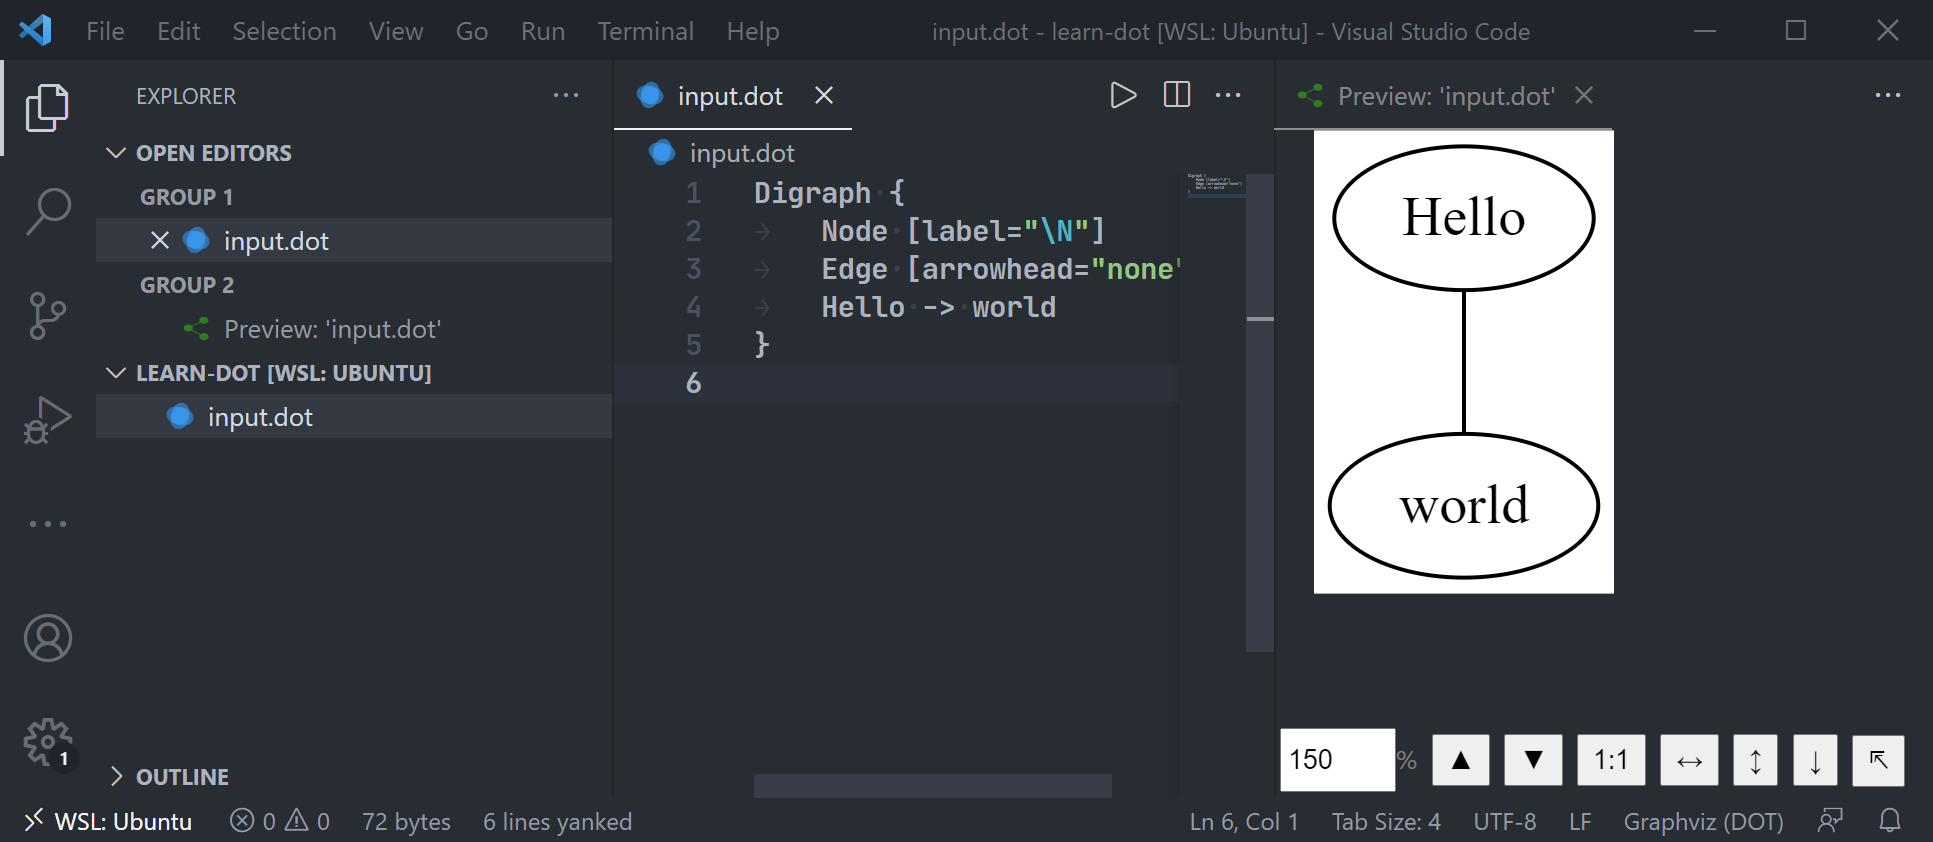 File Edit Selection View Go Run Terminal Help
input.dot - learn-dot [WSL: Ubuntu] - Visual Studio Code
EXPLORER
OPEN EDITORS
GROUP 1
input.dot
GROUP 2
Preview: 'input.dot'
LEARN-DOT [WSL: UBUNTU]
input.dot
OUTLINE
1
input.dot
input.dot
1 Digraph {
2 Node [label="\N"]
3 Edge [arrowhead="none"
4 Hello -> world
5 }
6
Preview: 'input.dot'
Hello
world
150 % ▲ ▼ 1:1 ↔ ↕ ↓ ↖
WSL: Ubuntu 0 0 72 bytes 6 lines yanked Ln 6, Col 1 Tab Size: 4 UTF-8 LF Graphviz (DOT)